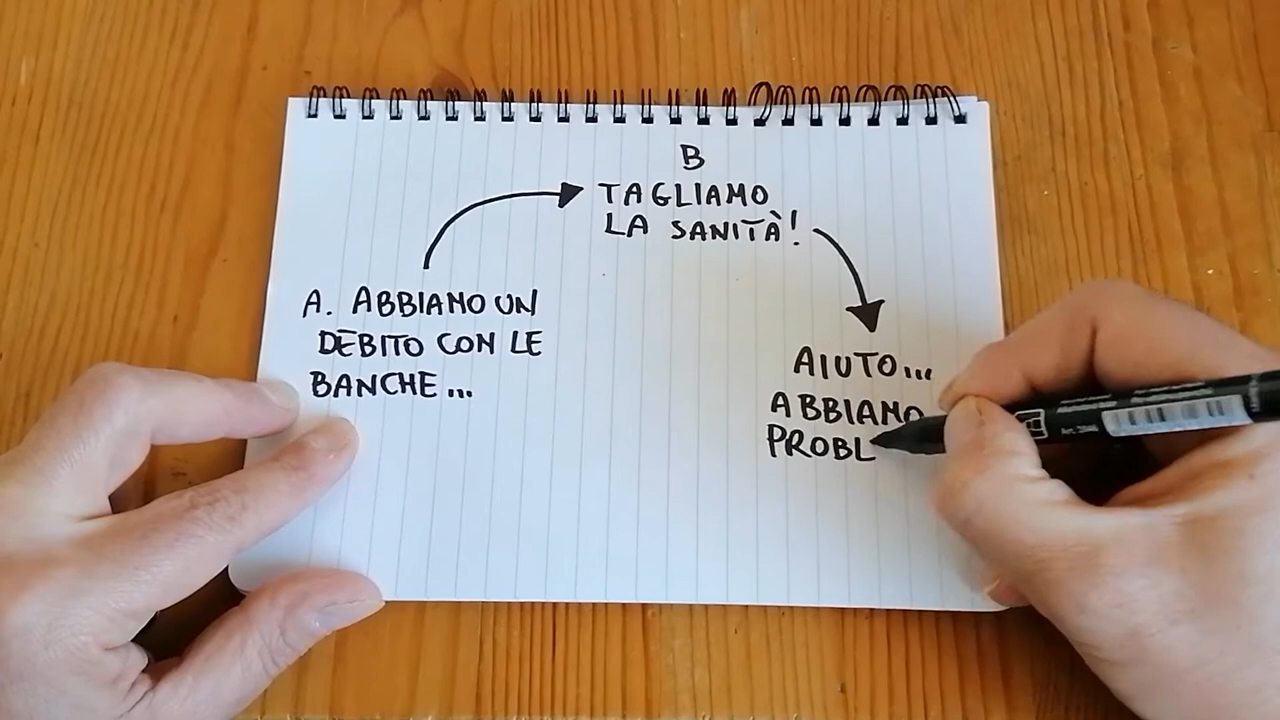 B
TAGLIAMO
LA SANITÀ!
A. ABBIAMO UN
DEBITO CON LE
BANCHE...
AIUTO...
ABBIAMO
PROBL